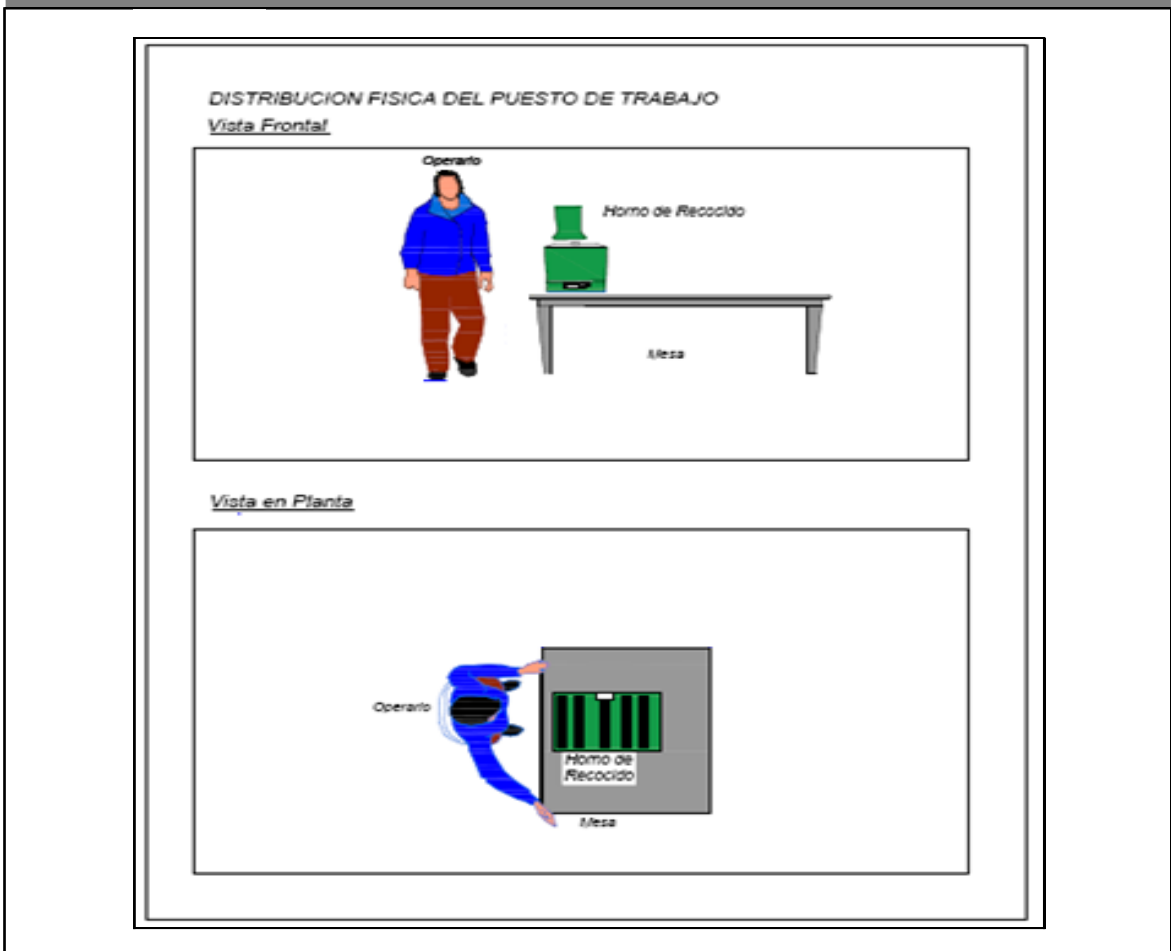 DISTRIBUCION FISICA DEL PUESTO DE TRABAJO
Vista Frontal
Operario
Horno de Recocido
Mesa
Vista en Planta
Operario
Horno de
Recocido
Mesa